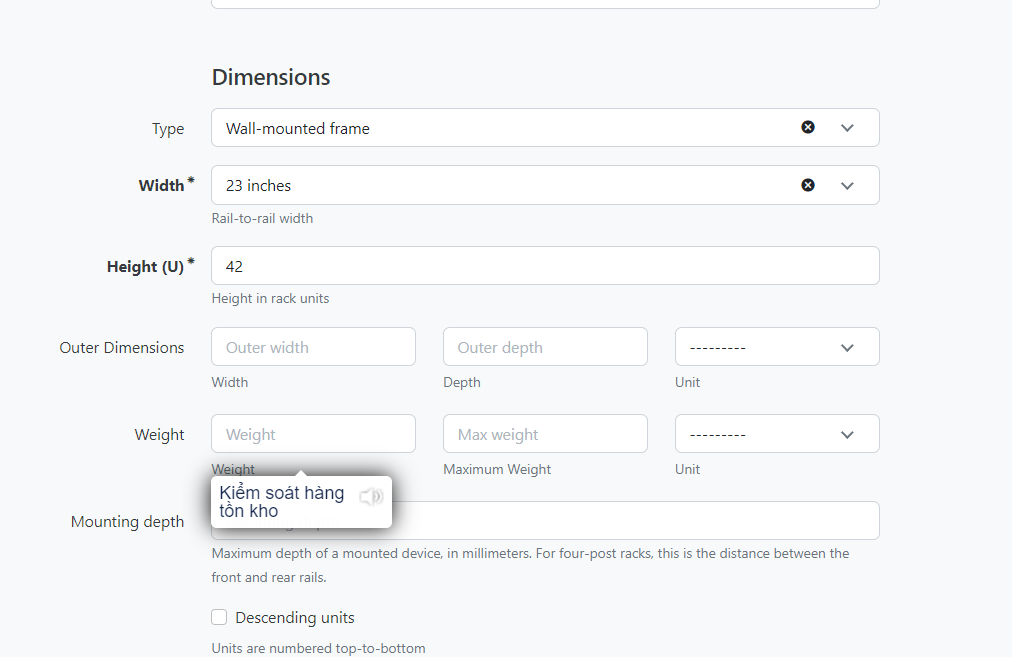 Dimensions
Type
Wall-mounted frame
Width *
23 inches
Rail-to-rail width
Height (U) *
42
Height in rack units
Outer Dimensions
Outer width
Outer depth
---------
Width
Depth
Unit
Weight
Weight
Max weight
---------
Weight
Maximum Weight
Unit
Kiểm soát hàng
tồn kho
Mounting depth
Maximum depth of a mounted device, in millimeters. For four-post racks, this is the distance between the
front and rear rails.
Descending units
Units are numbered top-to-bottom